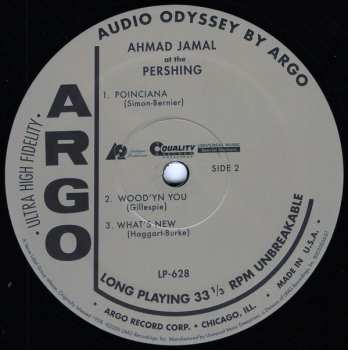 AUDIO ODYSSEY BY ARGO
AHMAD JAMAL
at the
PERSHING
ARGO
· ULTRA HIGH FIDELITY ·
1. POINCIANA
(Simon-Bernier)
QUALITY
SIDE 2
2. WOOD'YN YOU
(Gillespie)
3. WHAT'S NEW
(Haggart-Burke)
LP-628
LONG PLAYING 33 1/3 RPM UNBREAKABLE
ARGO RECORD CORP. · CHICAGO, ILL. · MADE IN U.S.A. ·